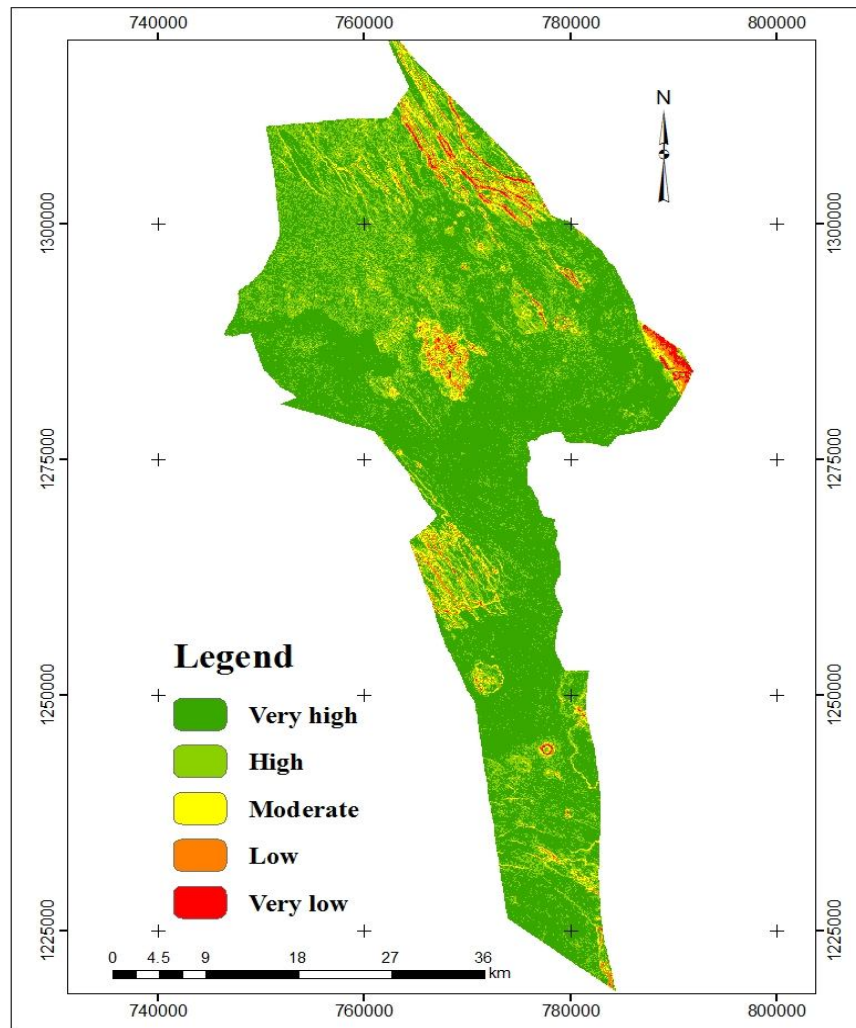 740000 760000 780000 800000
N
1300000 1300000
1275000 1275000
Legend
1250000 1250000
Very high
High
Moderate
Low
Very low
1225000 1225000
0 4.5 9 18 27 36
km
740000 760000 780000 800000